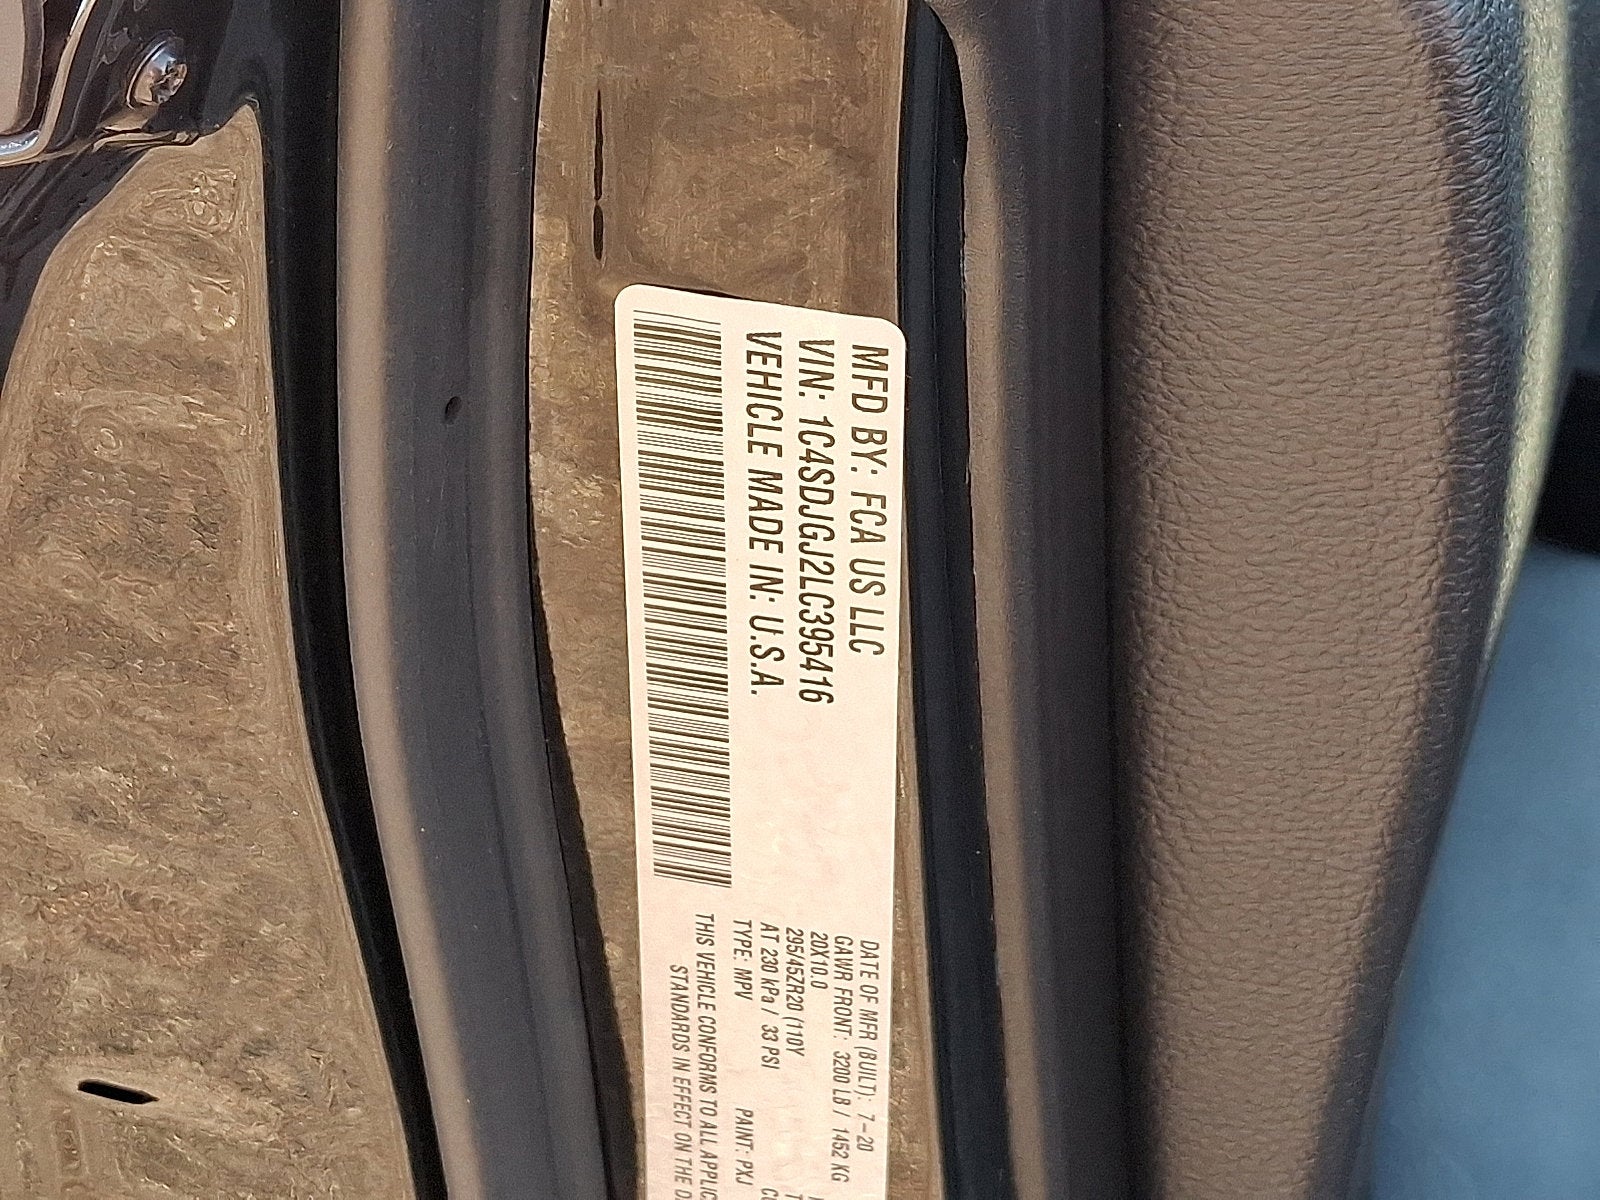 MFD BY: FCA US LLC
VIN: 1C4SDJGJ2LC395416
VEHICLE MADE IN: U.S.A.
DATE OF MFR (BUILT): 7-20
GAWR FRONT: 3200 LB / 1452 KG
20X10.0
295/45ZR20 /110Y
AT 230 kPa / 33 PSI
TYPE: MPV PAINT: PXJ
THIS VEHICLE CONFORMS TO ALL
STANDARDS IN EFFECT ON THE